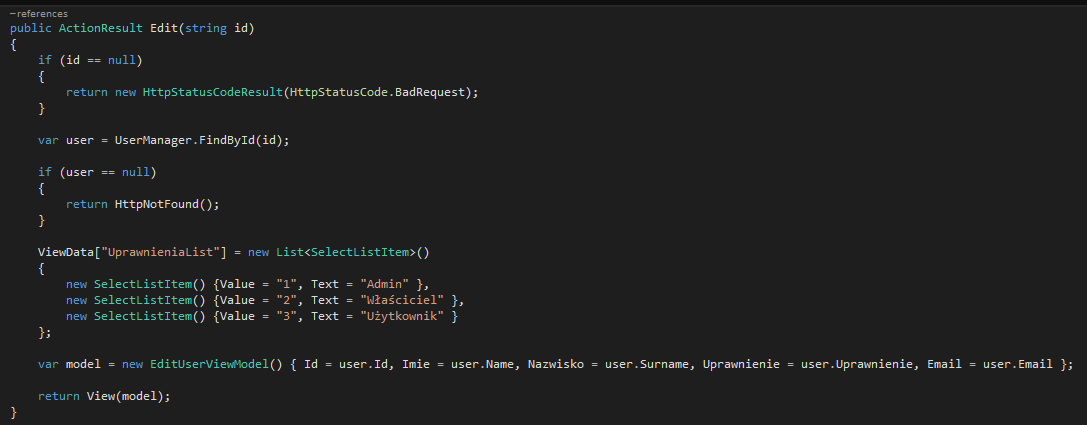 –references
public ActionResult Edit(string id)
{
    if (id == null)
    {
        return new HttpStatusCodeResult(HttpStatusCode.BadRequest);
    }

    var user = UserManager.FindById(id);

    if (user == null)
    {
        return HttpNotFound();
    }

    ViewData["UprawnieniaList"] = new List<SelectListItem>()
    {
        new SelectListItem() {Value = "1", Text = "Admin" },
        new SelectListItem() {Value = "2", Text = "Właściciel" },
        new SelectListItem() {Value = "3", Text = "Użytkownik" }
    };

    var model = new EditUserViewModel() { Id = user.Id, Imie = user.Name, Nazwisko = user.Surname, Uprawnienie = user.Uprawnienie, Email = user.Email };

    return View(model);
}